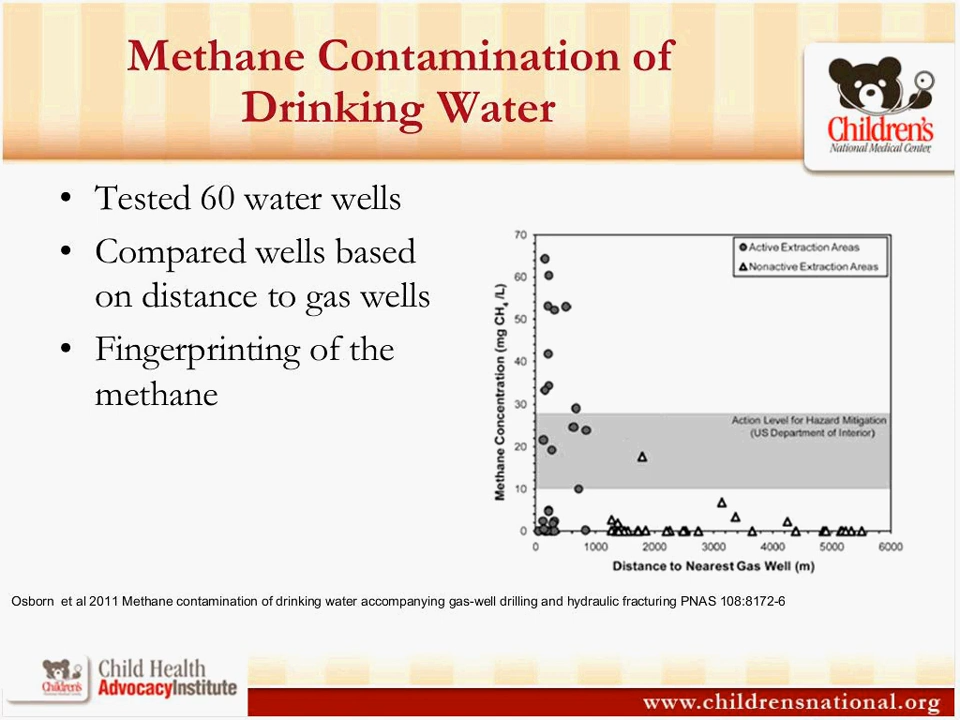 Methane Contamination of
Drinking Water
Children's
National Medical Center
• Tested 60 water wells
• Compared wells based
on distance to gas wells
• Fingerprinting of the
methane
Active Extraction Areas
Nonactive Extraction Areas
Methane Concentration (mg CH₄/L)
70
60
50
40
30
20
10
0
Action Level for Hazard Mitigation
(US Department of Interior)
0 1000 2000 3000 4000 5000 6000
Distance to Nearest Gas Well (m)
Osborn et al 2011 Methane contamination of drinking water accompanying gas-well drilling and hydraulic fracturing PNAS 108:8172-6
Children's
Child Health
AdvocacyInstitute
www.childrensnational.org